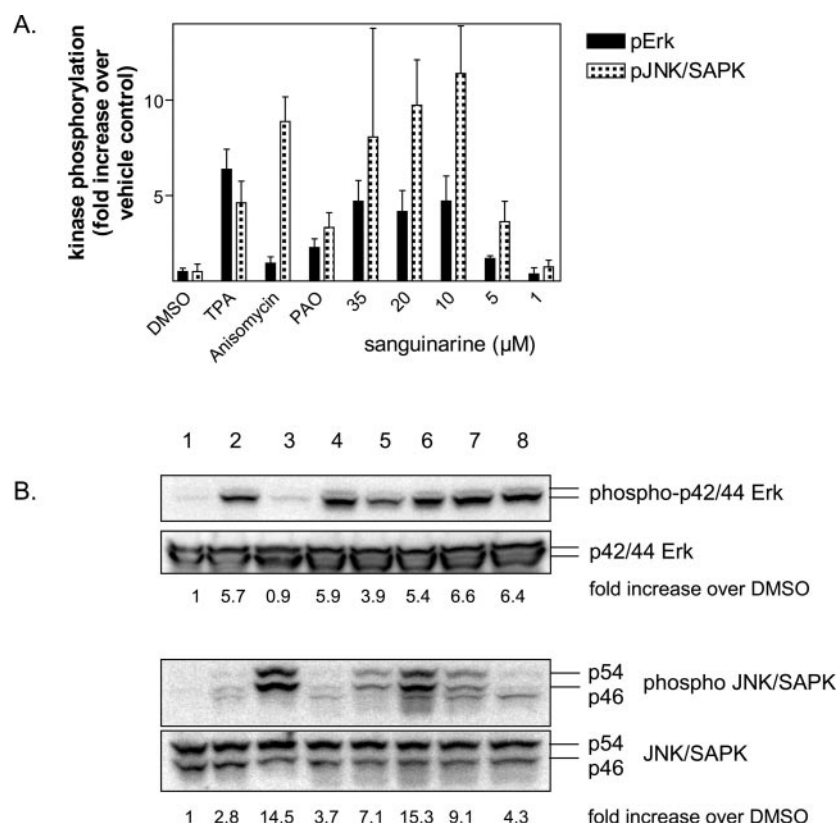 A.
kinase phosphorylation
(fold increase over
vehicle control)
10
5
pErk
pJNK/SAPK
DMSO TPA Anisomycin PAO 35 20 10 5 1
sanguinarine (µM)
1 2 3 4 5 6 7 8
B.
phospho-p42/44 Erk
p42/44 Erk
1 5.7 0.9 5.9 3.9 5.4 6.6 6.4 fold increase over DMSO
p54
phospho JNK/SAPK
p46
p54
JNK/SAPK
p46
1 2.8 14.5 3.7 7.1 15.3 9.1 4.3 fold increase over DMSO